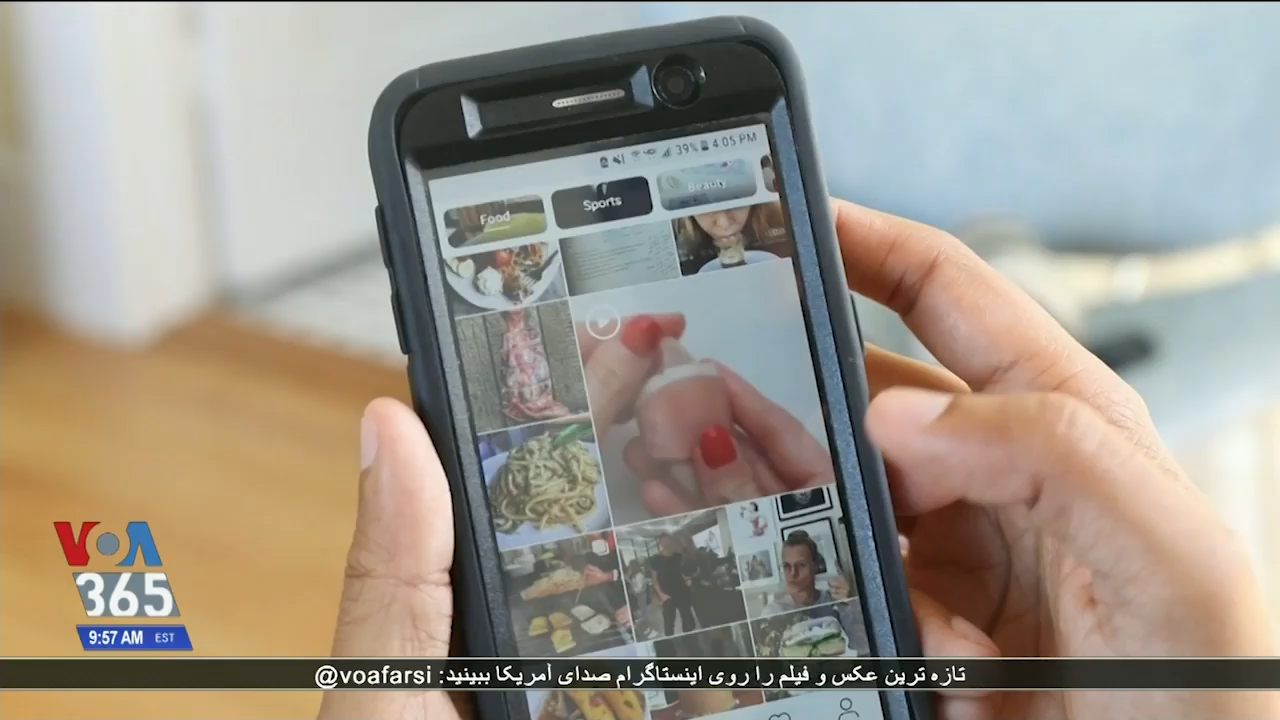 39% 4:05 PM
Food
Sports
Beauty
VOA
365
9:57 AM EST
تازه ترین عکس و فیلم را روی اینستاگرام صدای آمریکا ببینید: @voafarsi